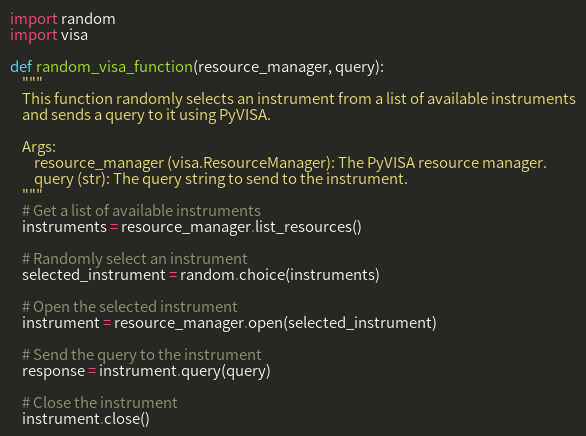 import random
import visa
def random_visa_function(resource_manager, query):
"""
This function randomly selects an instrument from a list of available instruments
and sends a query to it using PyVISA.
Args:
resource_manager (visa.ResourceManager): The PyVISA resource manager.
query (str): The query string to send to the instrument.
"""
# Get a list of available instruments
instruments = resource_manager.list_resources()
# Randomly select an instrument
selected_instrument = random.choice(instruments)
# Open the selected instrument
instrument = resource_manager.open(selected_instrument)
# Send the query to the instrument
response = instrument.query(query)
# Close the instrument
instrument.close()